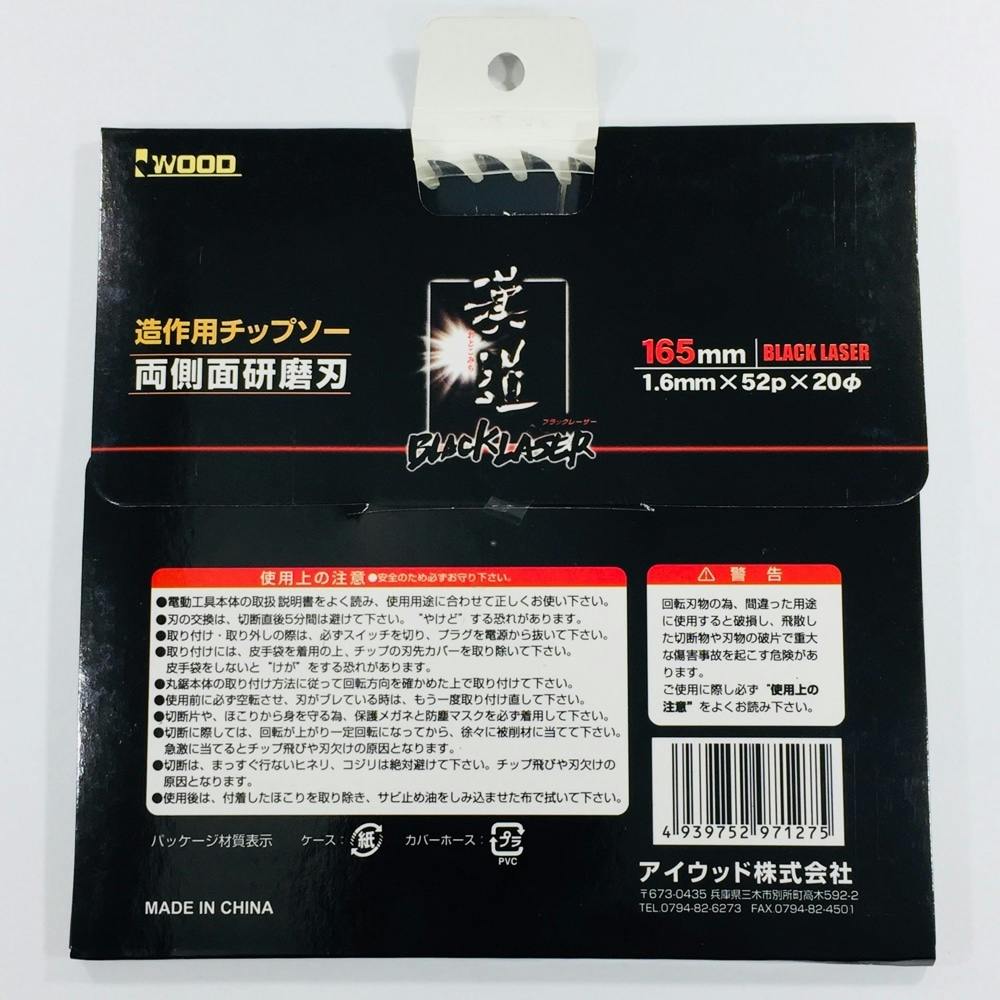 WOOD
造作用チップソー
両側面研磨刃
漢道
おとこみち
ブラックレーザー
BLACK LASER
165mm BLACK LASER
1.6mm×52p×20φ
使用上の注意●安全のため必ずお守り下さい。
●電動工具本体の取扱説明書をよく読み、使用用途に合わせて正しくお使い下さい。
●刃の交換は、切断直後5分間は避けて下さい。“やけど”する恐れがあります。
●取り付け・取り外しの際は、必ずスイッチを切り、プラグを電源から抜いて下さい。
●取り付けには、皮手袋を着用の上、チップの刃先カバーを取り除いて下さい。
皮手袋をしないと“けが”をする恐れがあります。
●丸鋸本体の取り付け方法に従って回転方向を確かめた上で取り付けて下さい。
●使用前に必ず空転させ、刃がブレている時は、もう一度取り付け直して下さい。
●切断片や、ほこりから身を守る為、保護メガネと防塵マスクを必ず着用して下さい。
●切断に際しては、回転が上がり一定回転になってから、徐々に被削材に当てて下さい。
急激に当てるとチップ飛びや刃欠けの原因となります。
●切断は、まっすぐ行ないヒネリ、コジリは絶対避けて下さい。チップ飛びや刃欠けの
原因となります。
●使用後は、付着したほこりを取り除き、サビ止め油をしみ込ませた布で拭いて下さい。
⚠ 警告
回転刃物の為、間違った用途
に使用すると破損し、飛散し
た切断物や刃物の破片で重大
な傷害事故を起こす危険があ
ります。
ご使用に際し必ず“使用上の
注意”をよくお読み下さい。
4 939752 971275
パッケージ材質表示 ケース：紙 カバーホース：プラ
PVC
アイウッド株式会社
〒673-0435 兵庫県三木市別所町高木592-2
TEL.0794-82-6273 FAX.0794-82-4501
MADE IN CHINA